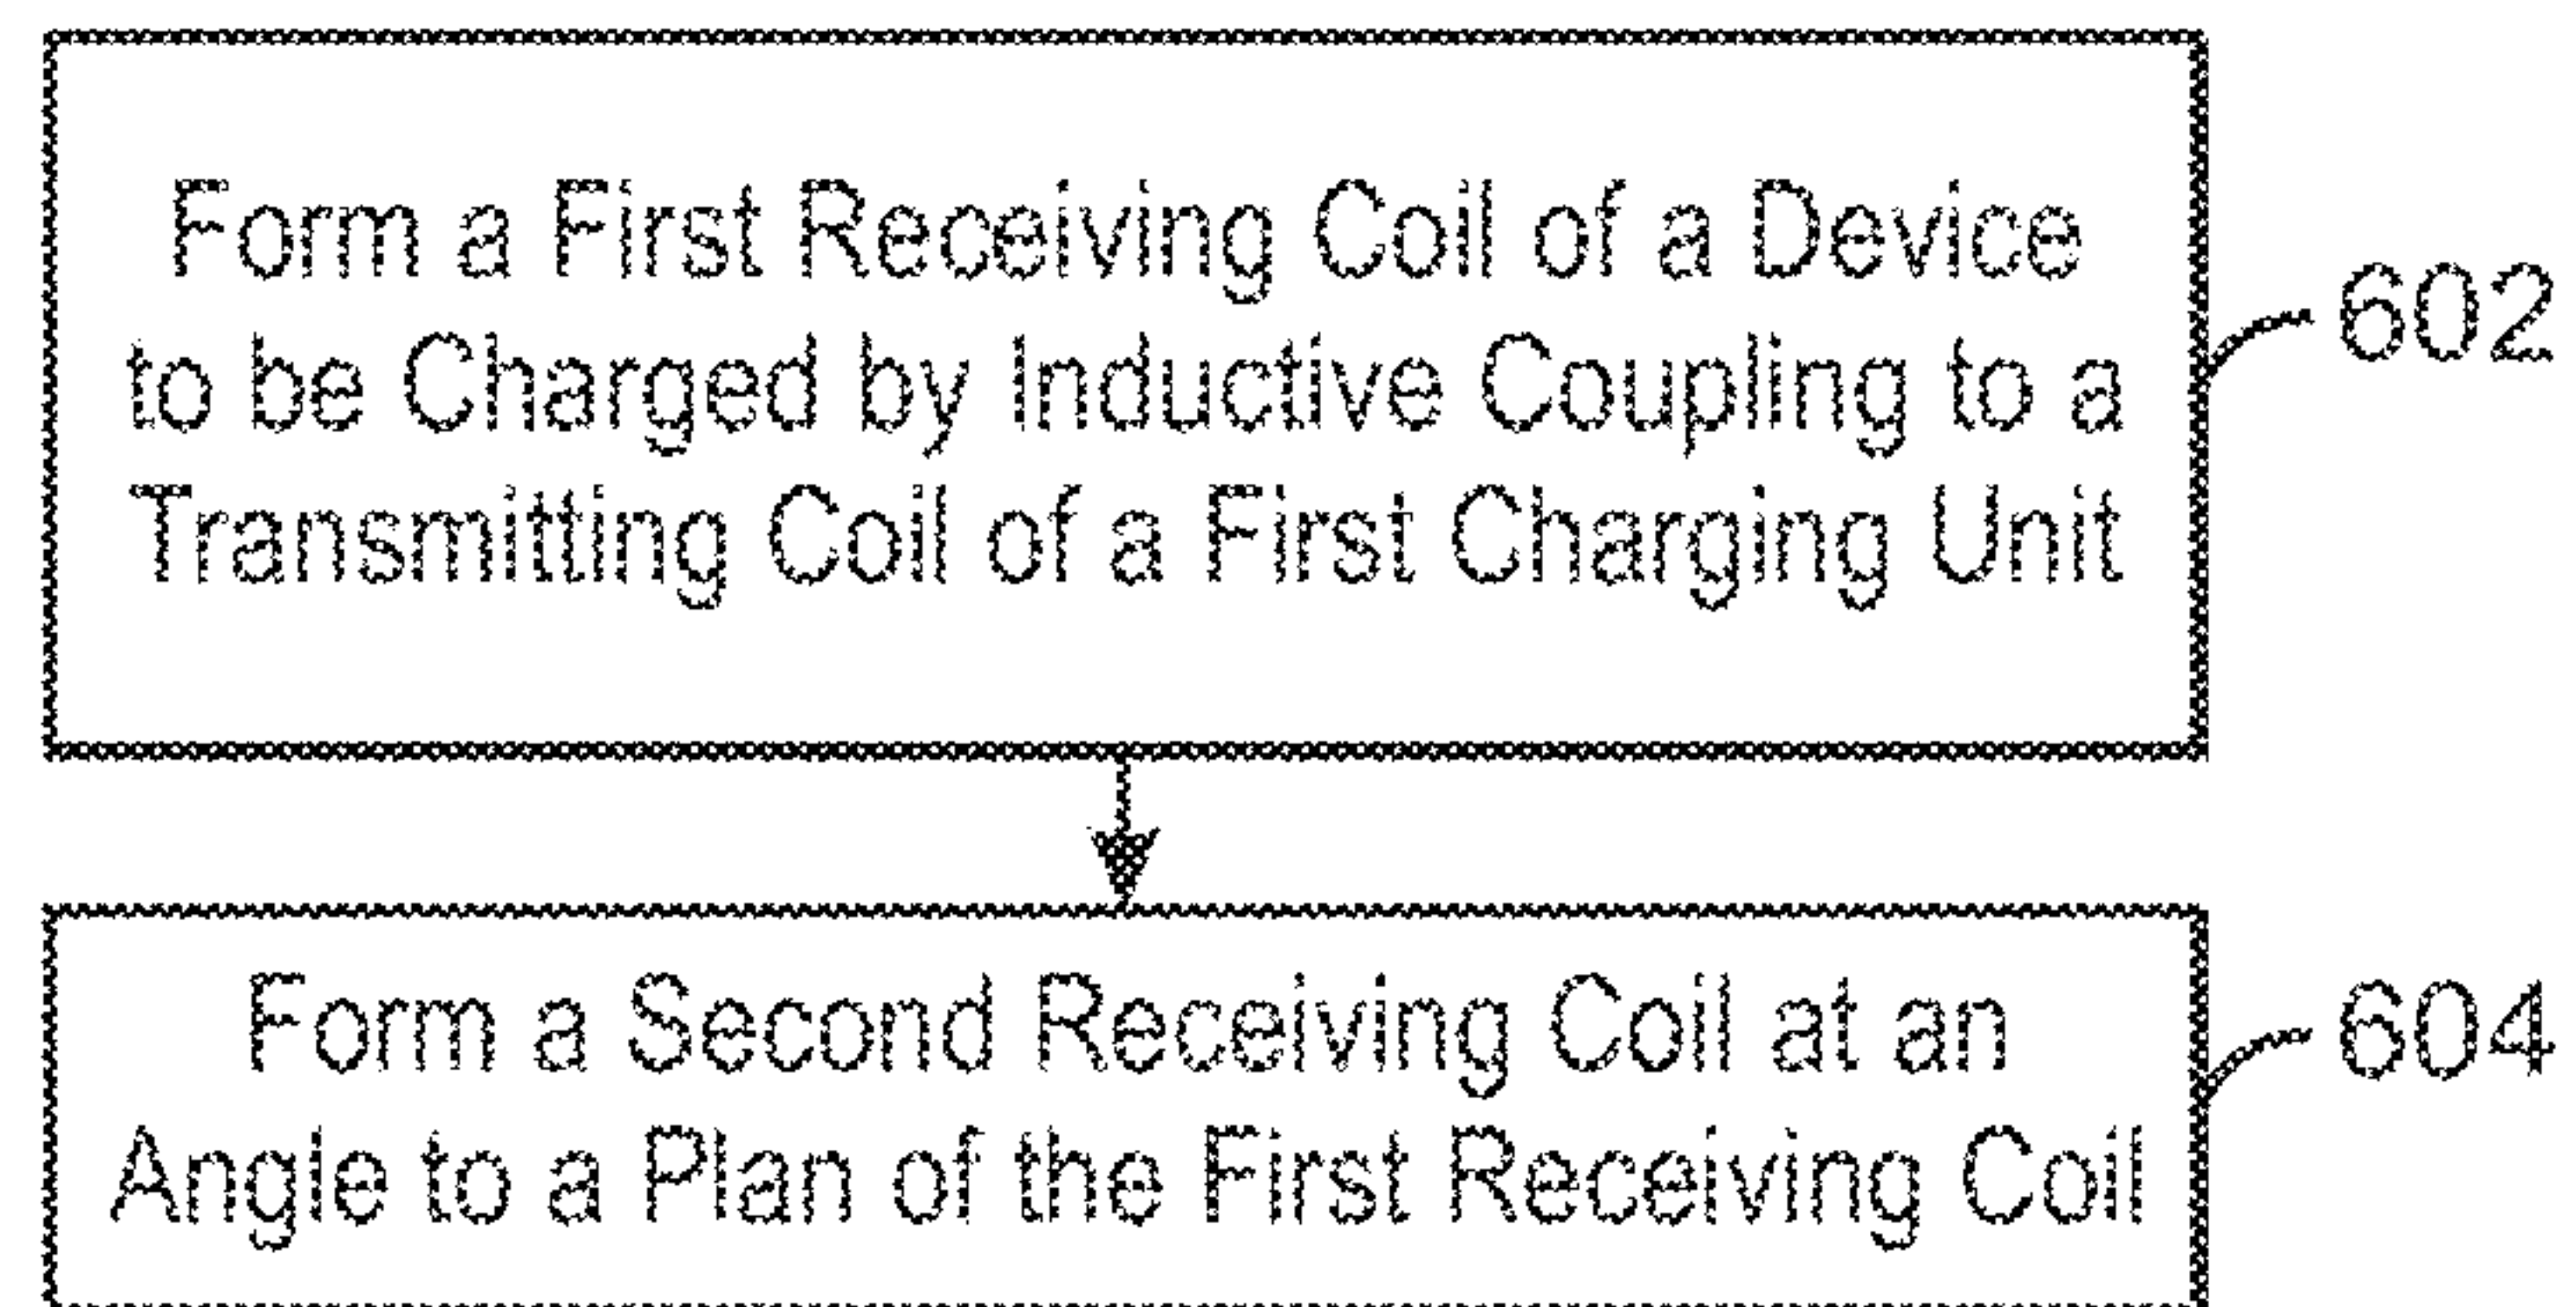 Form a First Receiving Coil of a Device
to be Charged by Inductive Coupling to a
Transmitting Coil of a First Charging Unit
602
Form a Second Receiving Coil at an
Angle to a Plan of the First Receiving Coil
604